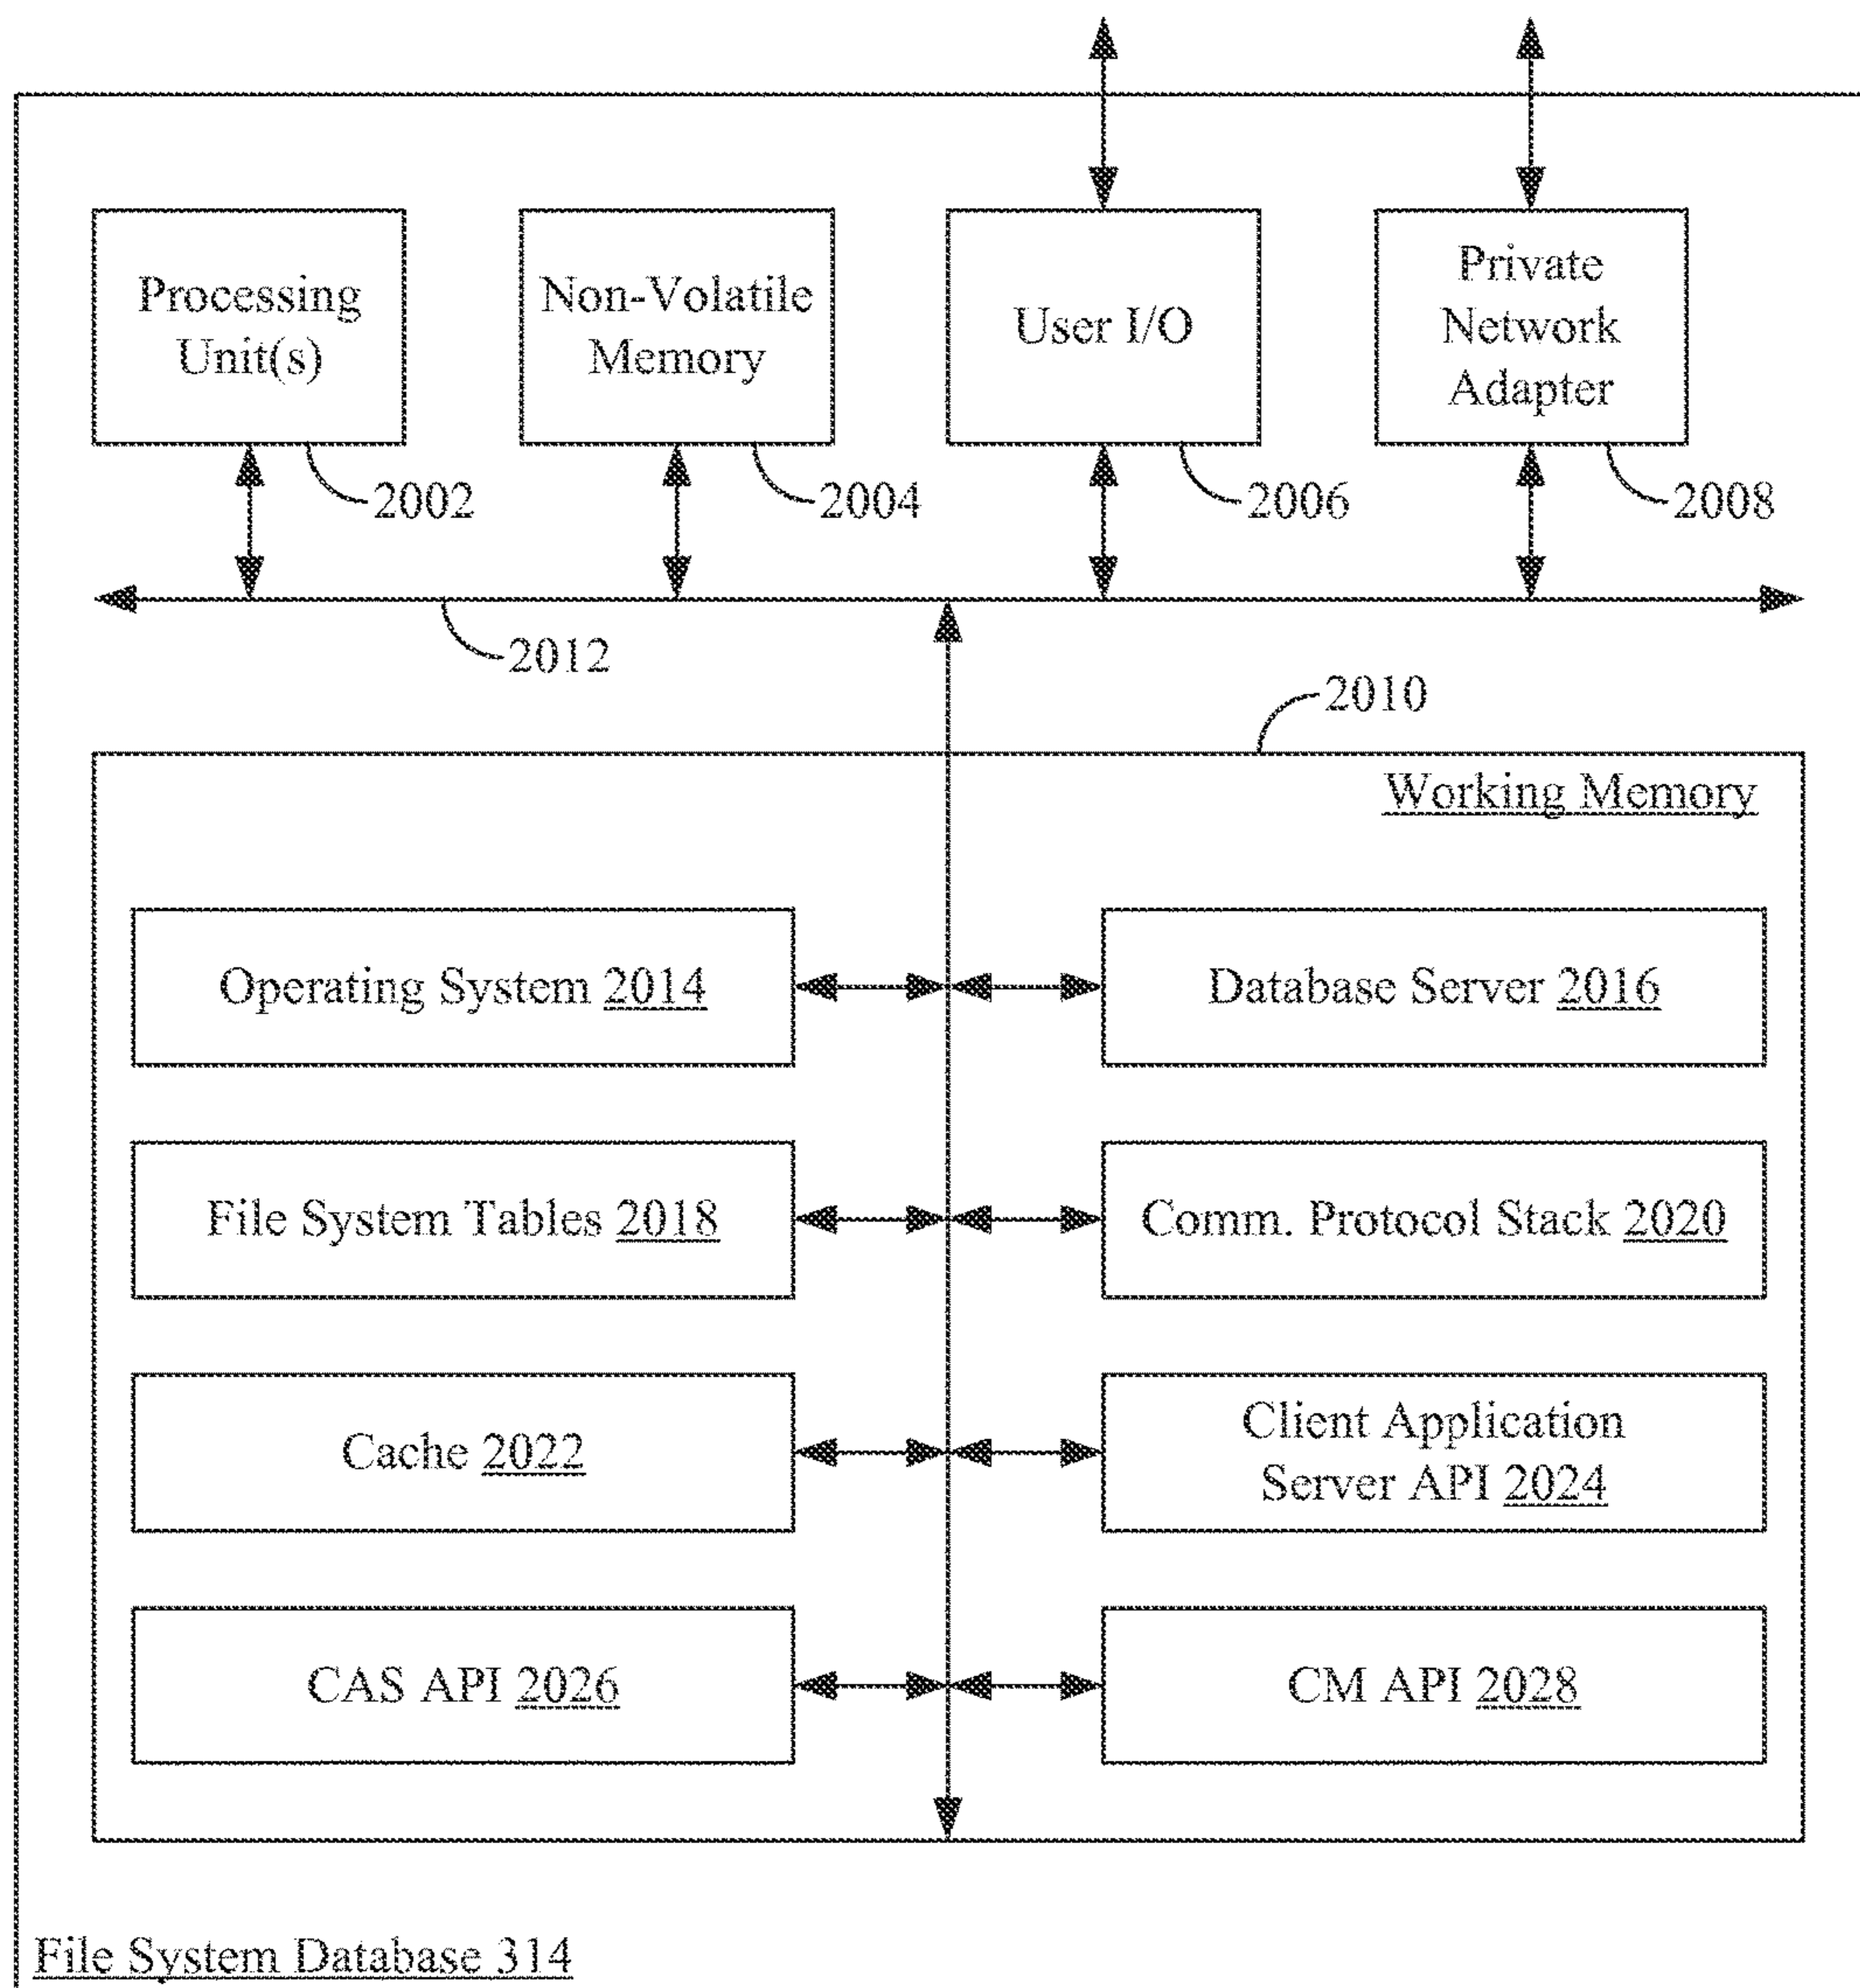 Processing
Unit(s)
Non-Volatile
Memory
User I/O
Private
Network
Adapter
2002
2004
2006
2008
2012
2010
Working Memory
Operating System 2014
Database Server 2016
File System Tables 2018
Comm. Protocol Stack 2020
Cache 2022
Client Application
Server API 2024
CAS API 2026
CM API 2028
File System Database 314